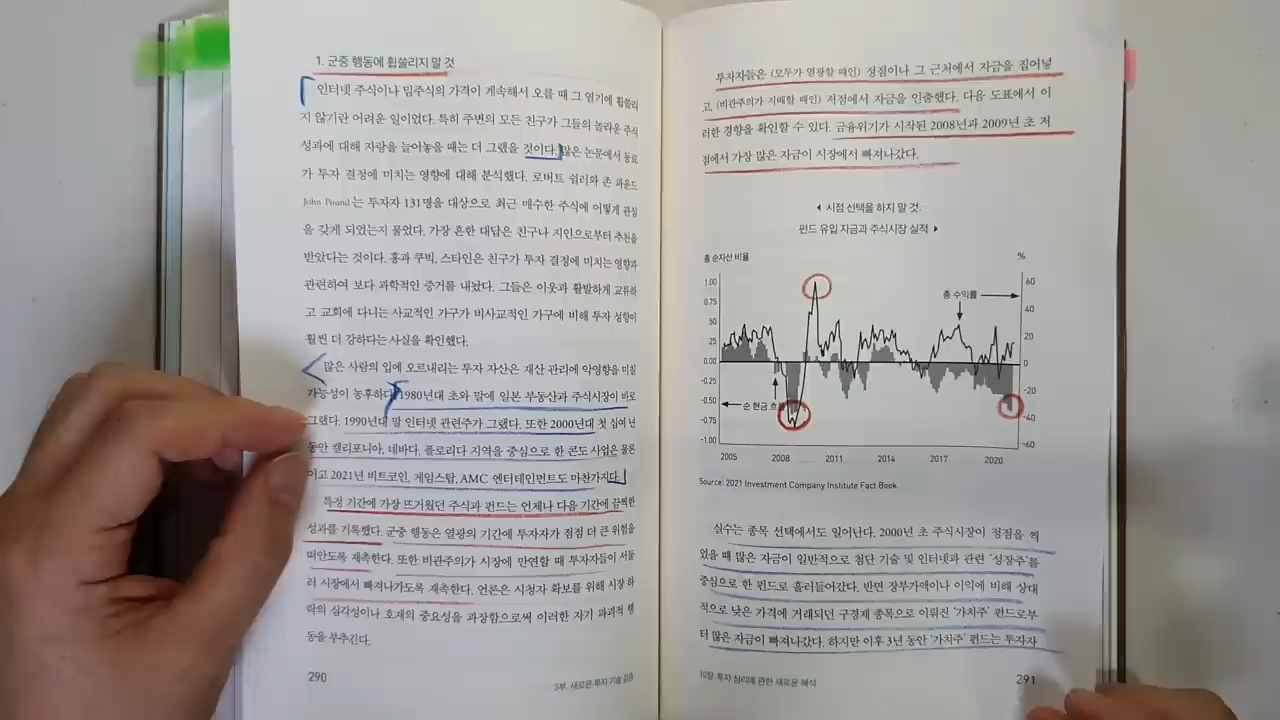 1. 군중 행동에 휩쓸리지 말 것
인터넷 주식이나 밈주식의 가격이 계속해서 오를 때 그 열기에 휩쓸리
지 않기란 어려운 일이었다. 특히 주변의 모든 친구가 그들의 놀라운 주식
성과에 대해 자랑을 늘어놓을 때는 더 그랬을 것이다. 많은 논문에서 동료
가 투자 결정에 미치는 영향에 대해 분석했다. 로버트 쉴러와 존 파운드
John Pound는 투자자 131명을 대상으로 최근 매수한 주식에 어떻게 관심
을 갖게 되었는지 물었다. 가장 흔한 대답은 친구나 지인으로부터 추천을
받았다는 것이다. 홍과 쿠빅, 스타인은 친구가 투자 결정에 미치는 영향과
관련하여 보다 과학적인 증거를 내놨다. 그들은 이웃과 활발하게 교류하
고 교회에 다니는 사교적인 가구가 비사교적인 가구에 비해 투자 성향이
훨씬 더 강하다는 사실을 확인했다.
많은 사람의 입에 오르내리는 투자 자산은 재산 관리에 악영향을 미칠
가능성이 농후하다. 1980년대 초와 말에 일본 부동산과 주식시장이 바로
그랬다. 1990년대 말 인터넷 관련주가 그랬다. 또한 2000년대 첫 십여 년
동안 캘리포니아, 네바다, 플로리다 지역을 중심으로 한 콘도 사업은 물론
이고 2021년 비트코인, 게임스탑, AMC 엔터테인먼트도 마찬가지다.
특정 기간에 가장 뜨거웠던 주식과 펀드는 언제나 다음 기간에 끔찍한
성과를 기록했다. 군중 행동은 열광의 기간에 투자자가 점점 더 큰 위험을
떠안도록 재촉한다. 또한 비관주의가 시장에 만연할 때 투자자들이 서둘
러 시장에서 빠져나가도록 재촉한다. 언론은 시청자 확보를 위해 시장 하
락의 심각성이나 호재의 중요성을 과장함으로써 이러한 자기 파괴적 행
동을 부추긴다.
290
3부. 새로운 투자 기술 검증
투자자들은 (모두가 열광할 때인) 정점이나 그 근처에서 자금을 집어넣
고, (비관주의가 지배할 때인) 저점에서 자금을 인출했다. 다음 도표에서 이
러한 경향을 확인할 수 있다. 금융위기가 시작된 2008년과 2009년 초 저
점에서 가장 많은 자금이 시장에서 빠져나갔다.
◀ 시점 선택을 하지 말 것:
펀드 유입 자금과 주식시장 실적 ▶
총 순자산 비율
%
1.00
0.75
.50
.25
0.00
-0.25
-0.50
-0.75
-1.00
총 수익률
순 현금 흐름
60
40
20
0
-20
-40
-60
2005 2008 2011 2014 2017 2020
Source: 2021 Investment Company Institute Fact Book
실수는 종목 선택에서도 일어난다. 2000년 초 주식시장이 정점을 찍
었을 때 많은 자금이 일반적으로 첨단 기술 및 인터넷과 관련 '성장주'를
중심으로 한 펀드로 흘러들어갔다. 반면 장부가액이나 이익에 비해 상대
적으로 낮은 가격에 거래되던 구경제 종목으로 이뤄진 '가치주' 펀드로부
터 많은 자금이 빠져나갔다. 하지만 이후 3년 동안 '가치주' 펀드는 투자자
10장. 투자 심리에 관한 새로운 해석
291